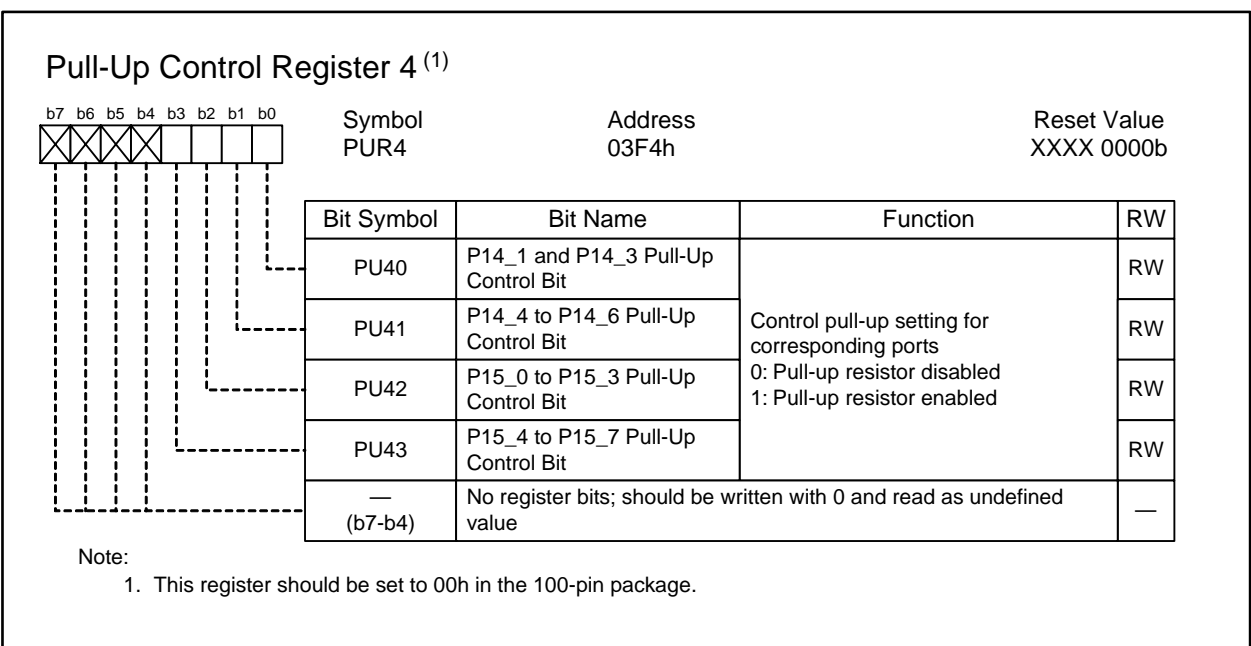 Pull-Up Control Register 4 (1)
b7 b6 b5 b4 b3 b2 b1 b0
Symbol Address Reset Value
PUR4 03F4h XXXX 0000b
Bit Symbol Bit Name Function RW
PU40 P14_1 and P14_3 Pull-Up
Control Bit RW
PU41 P14_4 to P14_6 Pull-Up
Control Bit RW
Control pull-up setting for
corresponding ports
0: Pull-up resistor disabled
1: Pull-up resistor enabled
PU42 P15_0 to P15_3 Pull-Up
Control Bit RW
PU43 P15_4 to P15_7 Pull-Up
Control Bit RW
—
(b7-b4) No register bits; should be written with 0 and read as undefined
value —
Note:
1. This register should be set to 00h in the 100-pin package.